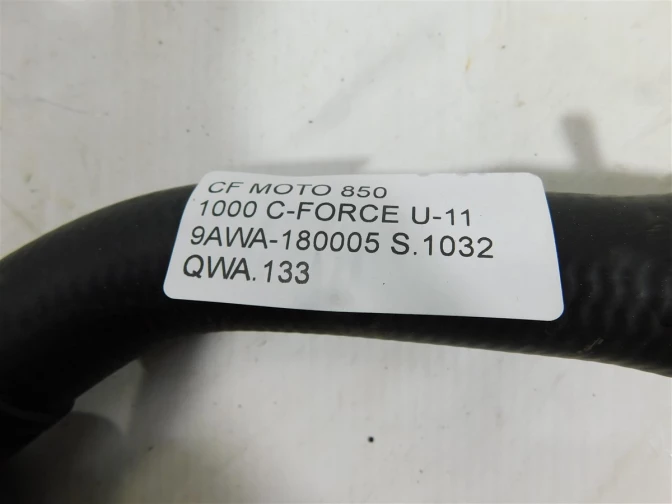 CF MOTO 850
1000 C-FORCE U-11
9AWA-180005 S.1032
QWA.133